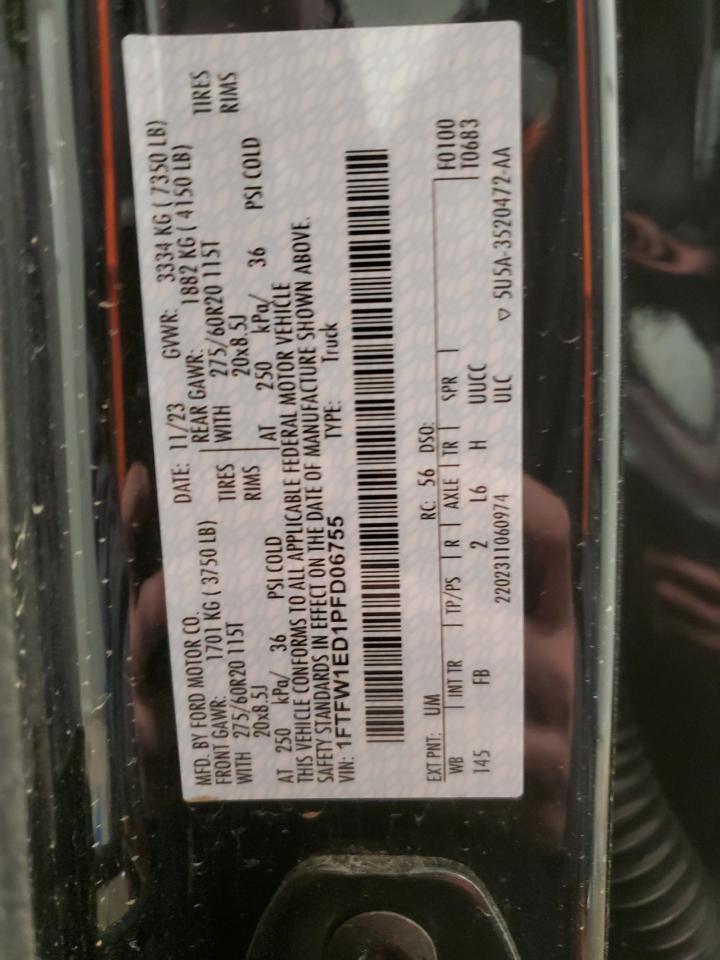 MFD. BY FORD MOTOR CO. DATE: 11/23 GVWR: 3334 KG ( 7350 LB)
FRONT GAWR: 1701 KG ( 3750 LB) REAR GAWR: 1882 KG ( 4150 LB)
WITH 275/60R20 115T TIRES WITH 275/60R20 115T TIRES
20x8.5J RIMS 20x8.5J RIMS
AT 250 kPa/ 36 PSI COLD AT 250 kPa/ 36 PSI COLD
THIS VEHICLE CONFORMS TO ALL APPLICABLE FEDERAL MOTOR VEHICLE
SAFETY STANDARDS IN EFFECT ON THE DATE OF MANUFACTURE SHOWN ABOVE.
VIN: 1FTFW1ED1PFD06755 TYPE: Truck
EXT PNT: UM RC: 56 DSO: F0100
WB INT TR TP/PS R AXLE TR SPR T0683
145 FB 2 L6 H UUCC
2202311060974 ULC ▽ 5U5A-3520472-AA